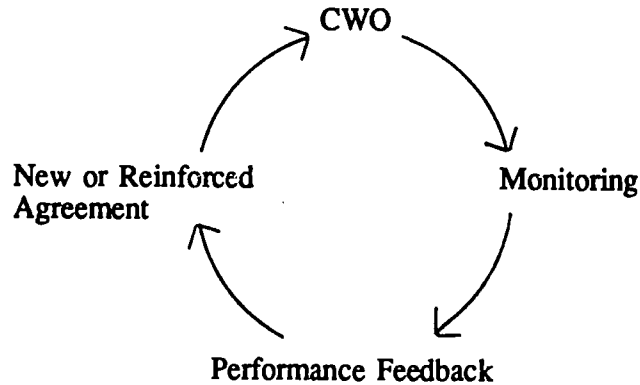 CWO
New or Reinforced
Agreement
Monitoring
Performance Feedback